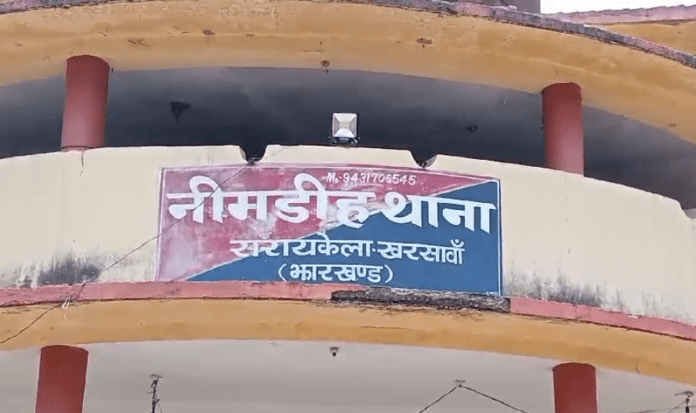 M.-9431706545
नीमडीह थाना
सरायकेला-खरसावाँ
(झारखण्ड)